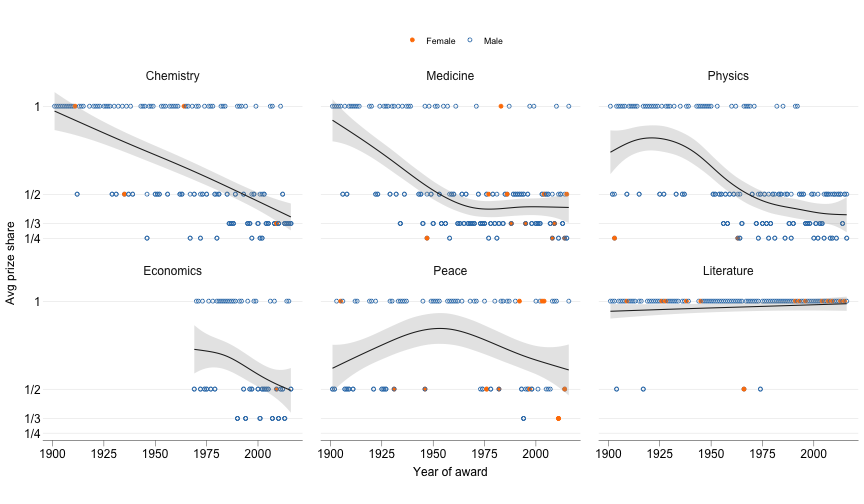 Female Male
Chemistry Medicine Physics
1
1/2
1/3
1/4
Avg prize share
Economics Peace Literature
1
1/2
1/3
1/4
1900 1925 1950 1975 2000 1900 1925 1950 1975 2000 1900 1925 1950 1975 2000
Year of award